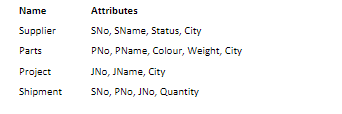 Name Attributes
Supplier SNo, SName, Status, City
Parts PNo, PName, Colour, Weight, City
Project JNo, JName, City
Shipment SNo, PNo, JNo, Quantity